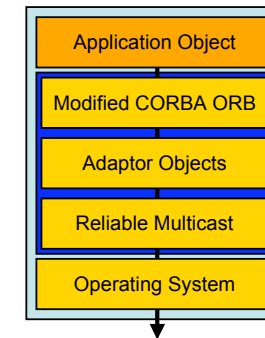 Application Object
Modified CORBA ORB
Adaptor Objects
Reliable Multicast
Operating System